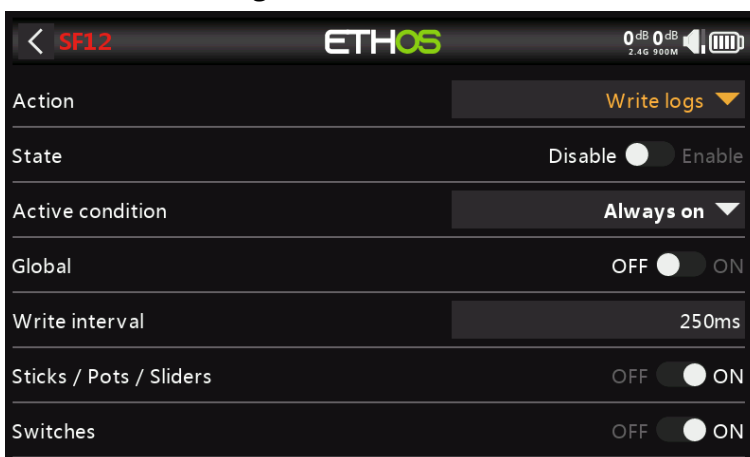 SF12 ETHOS 0dB 0dB
2.4G 900M
Action Write logs
State Disable Enable
Active condition Always on
Global OFF ON
Write interval 250ms
Sticks / Pots / Sliders OFF ON
Switches OFF ON